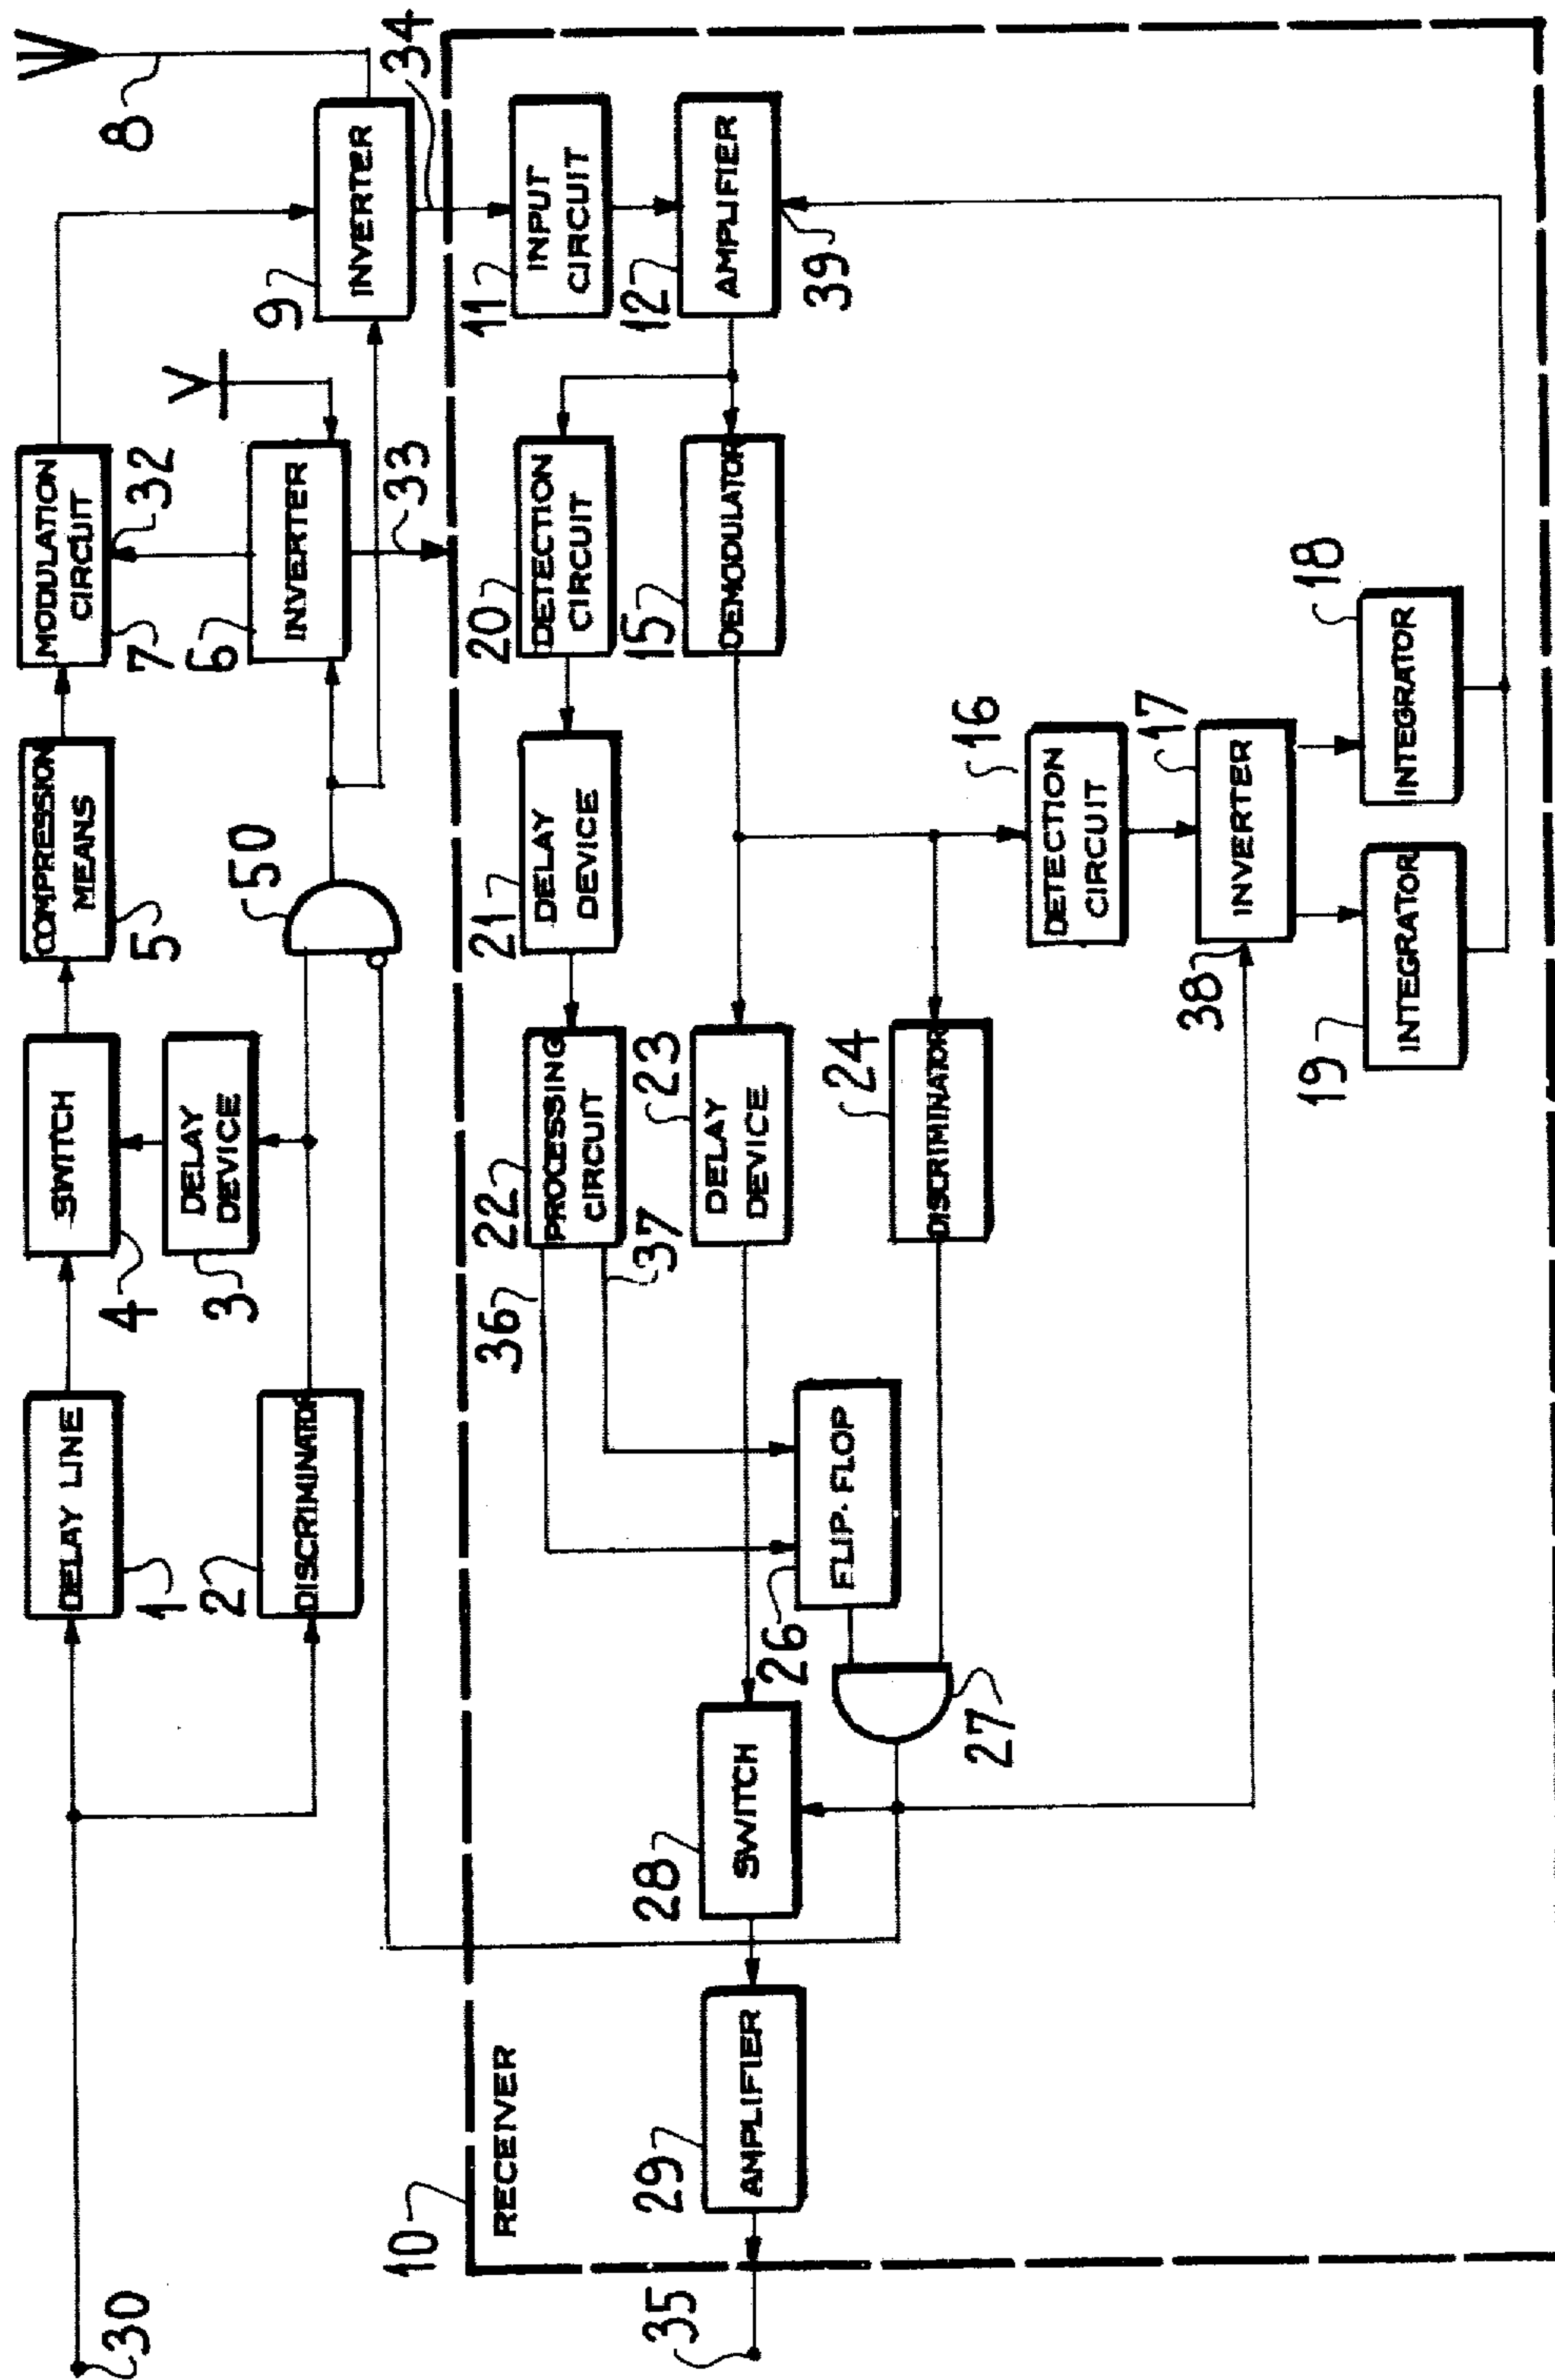 30
DELAY LINE
1
DISCRIMINATOR
2
SWITCH
4
DELAY
DEVICE
3
COMPRESSION
MEANS
5
50
MODULATION
CIRCUIT
7
32
INVERTER
6
33
V
8
INVERTER
9
34
10
RECEIVER
INPUT
CIRCUIT
11
AMPLIFIER
12
39
DETECTION
CIRCUIT
20
DEMODULATOR
15
DELAY
DEVICE
21
PROCESSING
CIRCUIT
22
36
37
DELAY
DEVICE
23
DISCRIMINATOR
24
DETECTION
CIRCUIT
16
INVERTER
17
38
INTEGRATOR
18
INTEGRATOR
19
FLIP-FLOP
26
27
SWITCH
28
AMPLIFIER
29
35